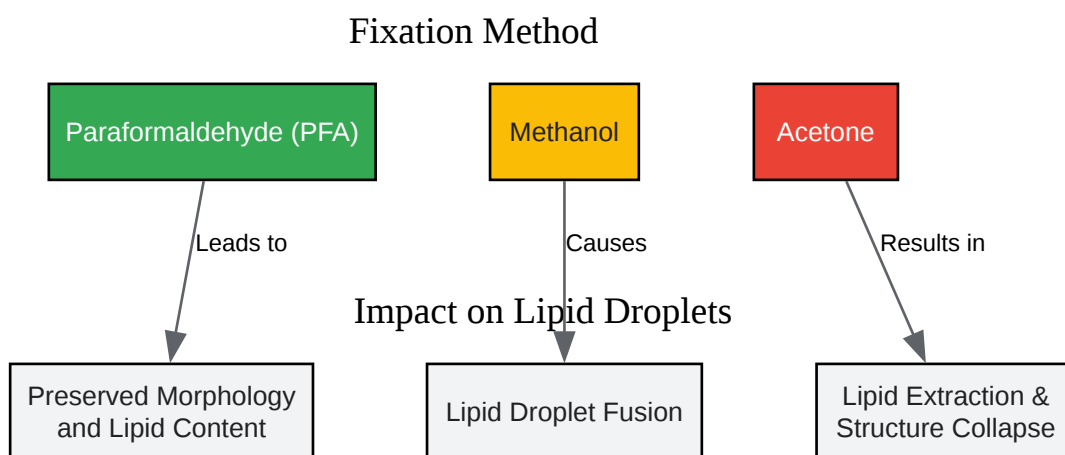 Fixation Method
Paraformaldehyde (PFA)
Methanol
Acetone
Leads to
Causes
Results in
Impact on Lipid Droplets
Preserved Morphology
and Lipid Content
Lipid Droplet Fusion
Lipid Extraction &
Structure Collapse